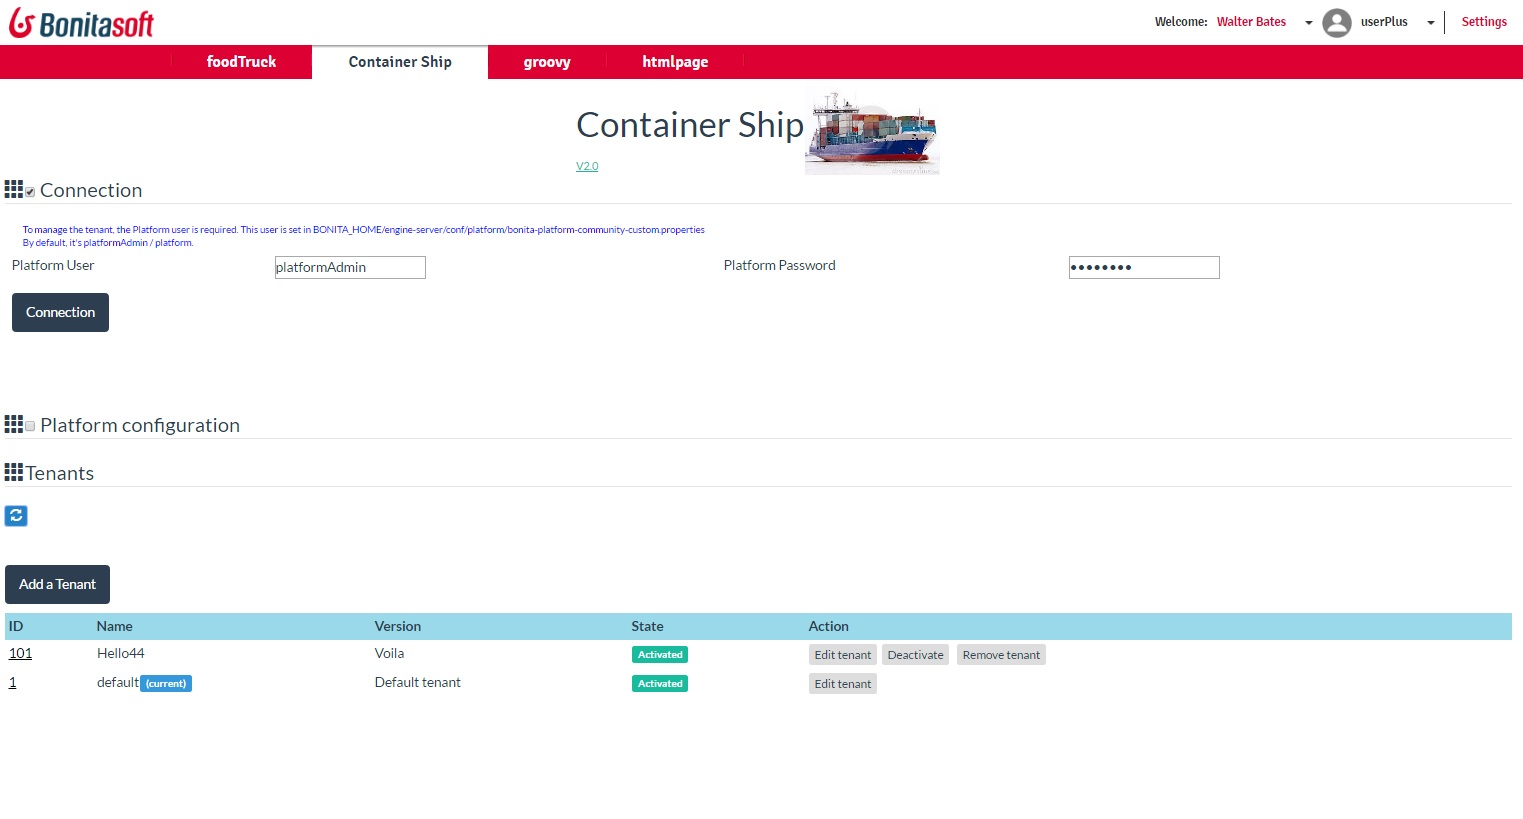 Bonitasoft
Welcome: Walter Bates userPlus Settings
foodTruck Container Ship groovy htmlpage
Container Ship
V2.0
Connection
To manage the tenant, the Platform user is required. This user is set in BONITA_HOME/engine-server/conf/platform/bonita-platform-community-custom.properties
By default, it's platformAdmin / platform.
Platform User platformAdmin Platform Password ••••••••
Connection
Platform configuration
Tenants
Add a Tenant
ID Name Version State Action
101 Hello44 Voila Activated Edit tenant Deactivate Remove tenant
1 default (current) Default tenant Activated Edit tenant